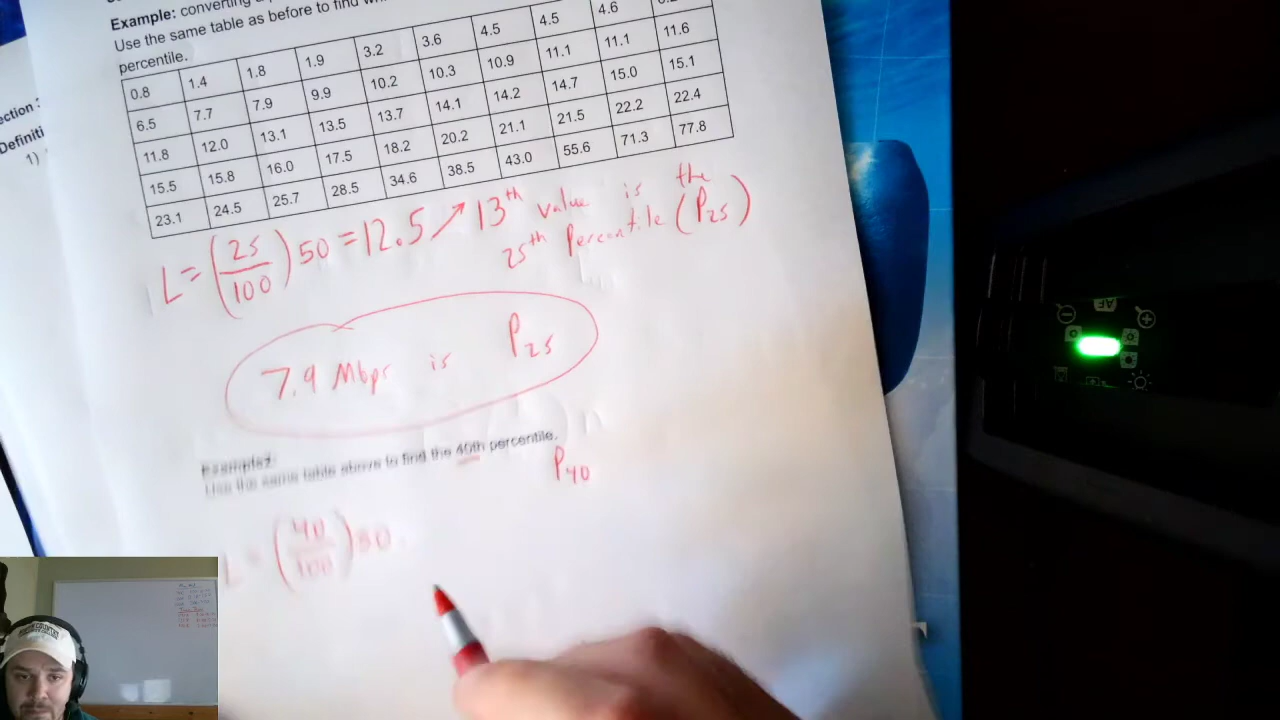 Example: converting a
Use the same table as before to find
percentile.
0.8 1.4 1.8 1.9 3.2 3.6 4.5 4.5 4.6
6.5 7.7 7.9 9.9 10.2 10.3 10.9 11.1 11.1 11.6
11.8 12.0 13.1 13.5 13.7 14.1 14.2 14.7 15.0 15.1
15.5 15.8 16.0 17.5 18.2 20.2 21.1 21.5 22.2 22.4
23.1 24.5 25.7 28.5 34.6 38.5 43.0 55.6 71.3 77.8
L = (25/100) 50 = 12.5 ↗ 13th value is the
25th Percentile (P25)
7.9 Mbps is P25
Example2:
Use the same table above to find the 40th percentile.
P40
L = (40/100) 50
ection
Definiti
1)
AF